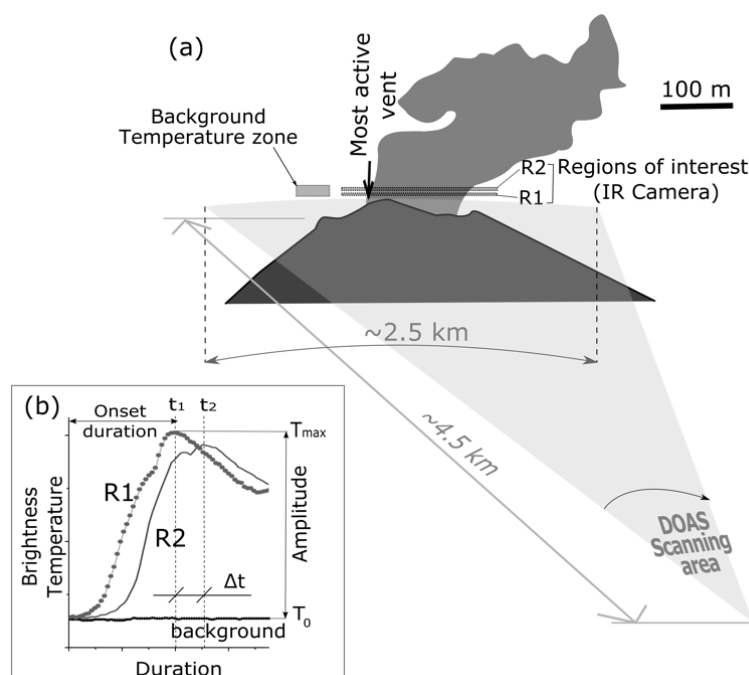 (a)
Most active
vent
100 m
Background
Temperature zone
R2
R1
Regions of interest
(IR Camera)
~2.5 km
~4.5 km
DOAS
Scanning
area
(b)
Onset
duration
t1
t2
Tmax
R1
R2
Amplitude
Brightness
Temperature
Δt
T0
background
Duration